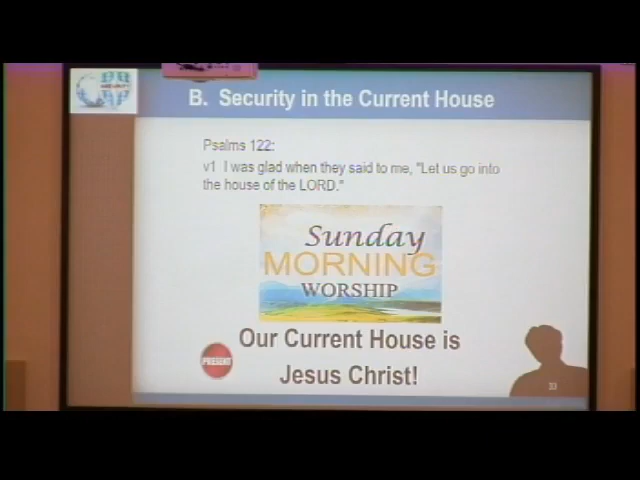 B. Security in the Current House
Psalms 122:
v1 I was glad when they said to me, "Let us go into
the house of the LORD."
Sunday
MORNING
WORSHIP
Our Current House is
PRESENT
Jesus Christ!
33